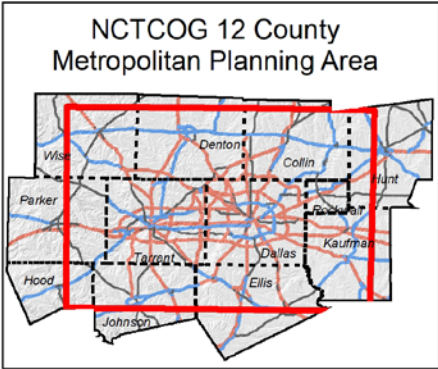 NCTCOG 12 County
Metropolitan Planning Area
Denton
Wise
Collin
Hunt
Parker
Rockwall
Kaufman
Tarrant
Dallas
Hood
Ellis
Johnson